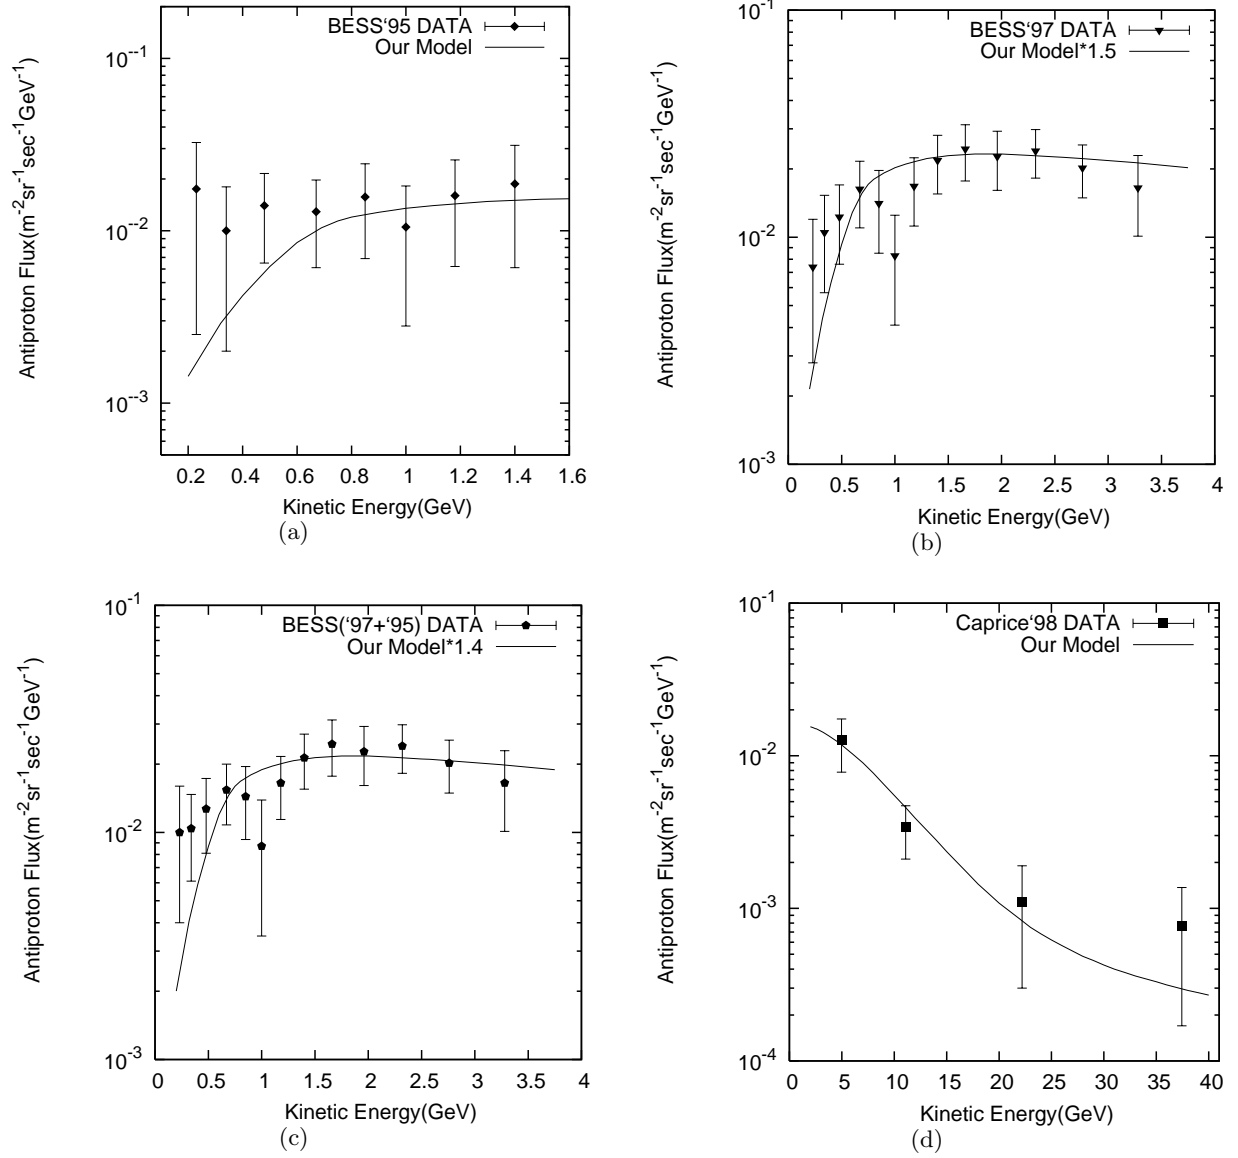 BESS‘95 DATA
Our Model
10⁻⁻¹
10⁻⁻²
10⁻⁻³
Antiproton Flux(m⁻²sr⁻¹sec⁻¹GeV⁻¹)
0.2 0.4 0.6 0.8 1 1.2 1.4 1.6
Kinetic Energy(GeV)
(a)
BESS‘97 DATA
Our Model*1.5
10⁻¹
10⁻²
10⁻³
Antiproton Flux(m⁻²sr⁻¹sec⁻¹GeV⁻¹)
0 0.5 1 1.5 2 2.5 3 3.5 4
Kinetic Energy(GeV)
(b)
BESS(‘97+‘95) DATA
Our Model*1.4
10⁻¹
10⁻²
10⁻³
Antiproton Flux(m⁻²sr⁻¹sec⁻¹GeV⁻¹)
0 0.5 1 1.5 2 2.5 3 3.5 4
Kinetic Energy(GeV)
(c)
Caprice‘98 DATA
Our Model
10⁻¹
10⁻²
10⁻³
10⁻⁴
Antiproton Flux(m⁻²sr⁻¹sec⁻¹GeV⁻¹)
0 5 10 15 20 25 30 35 40
Kinetic Energy(GeV)
(d)